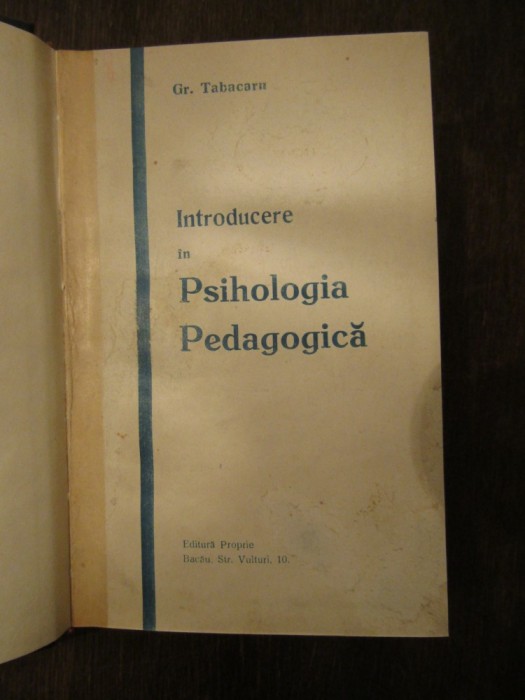 Gr. Tabacaru
Introducere
în
Psihologia
Pedagogică
Editură Proprie
Bacău, Str. Vulturi, 10.